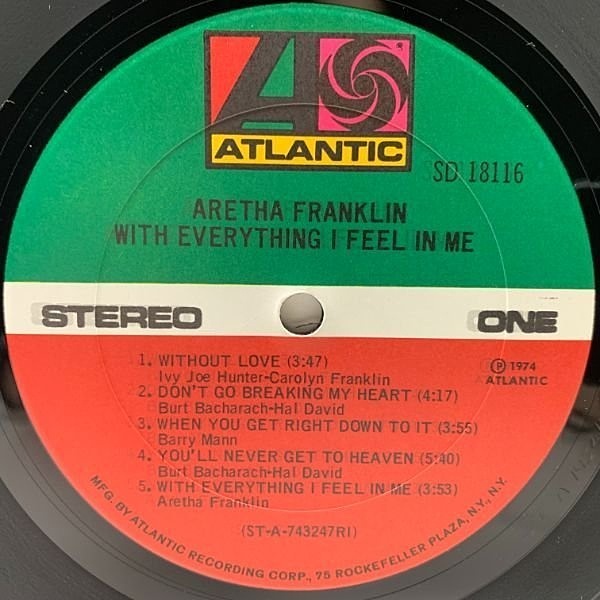 ATLANTIC
SD 18116
ARETHA FRANKLIN
WITH EVERYTHING I FEEL IN ME
STEREO
ONE
1. WITHOUT LOVE (3:47)
Ivy Joe Hunter-Carolyn Franklin
2. DON'T GO BREAKING MY HEART (4:17)
Burt Bacharach-Hal David
3. WHEN YOU GET RIGHT DOWN TO IT (3:55)
Barry Mann
4. YOU'LL NEVER GET TO HEAVEN (5:40)
Burt Bacharach-Hal David
5. WITH EVERYTHING I FEEL IN ME (3:53)
Aretha Franklin
Ⓟ 1974
ATLANTIC
(ST-A-743247RI)
MFG. BY ATLANTIC RECORDING CORP., 75 ROCKEFELLER PLAZA, N.Y., N.Y.